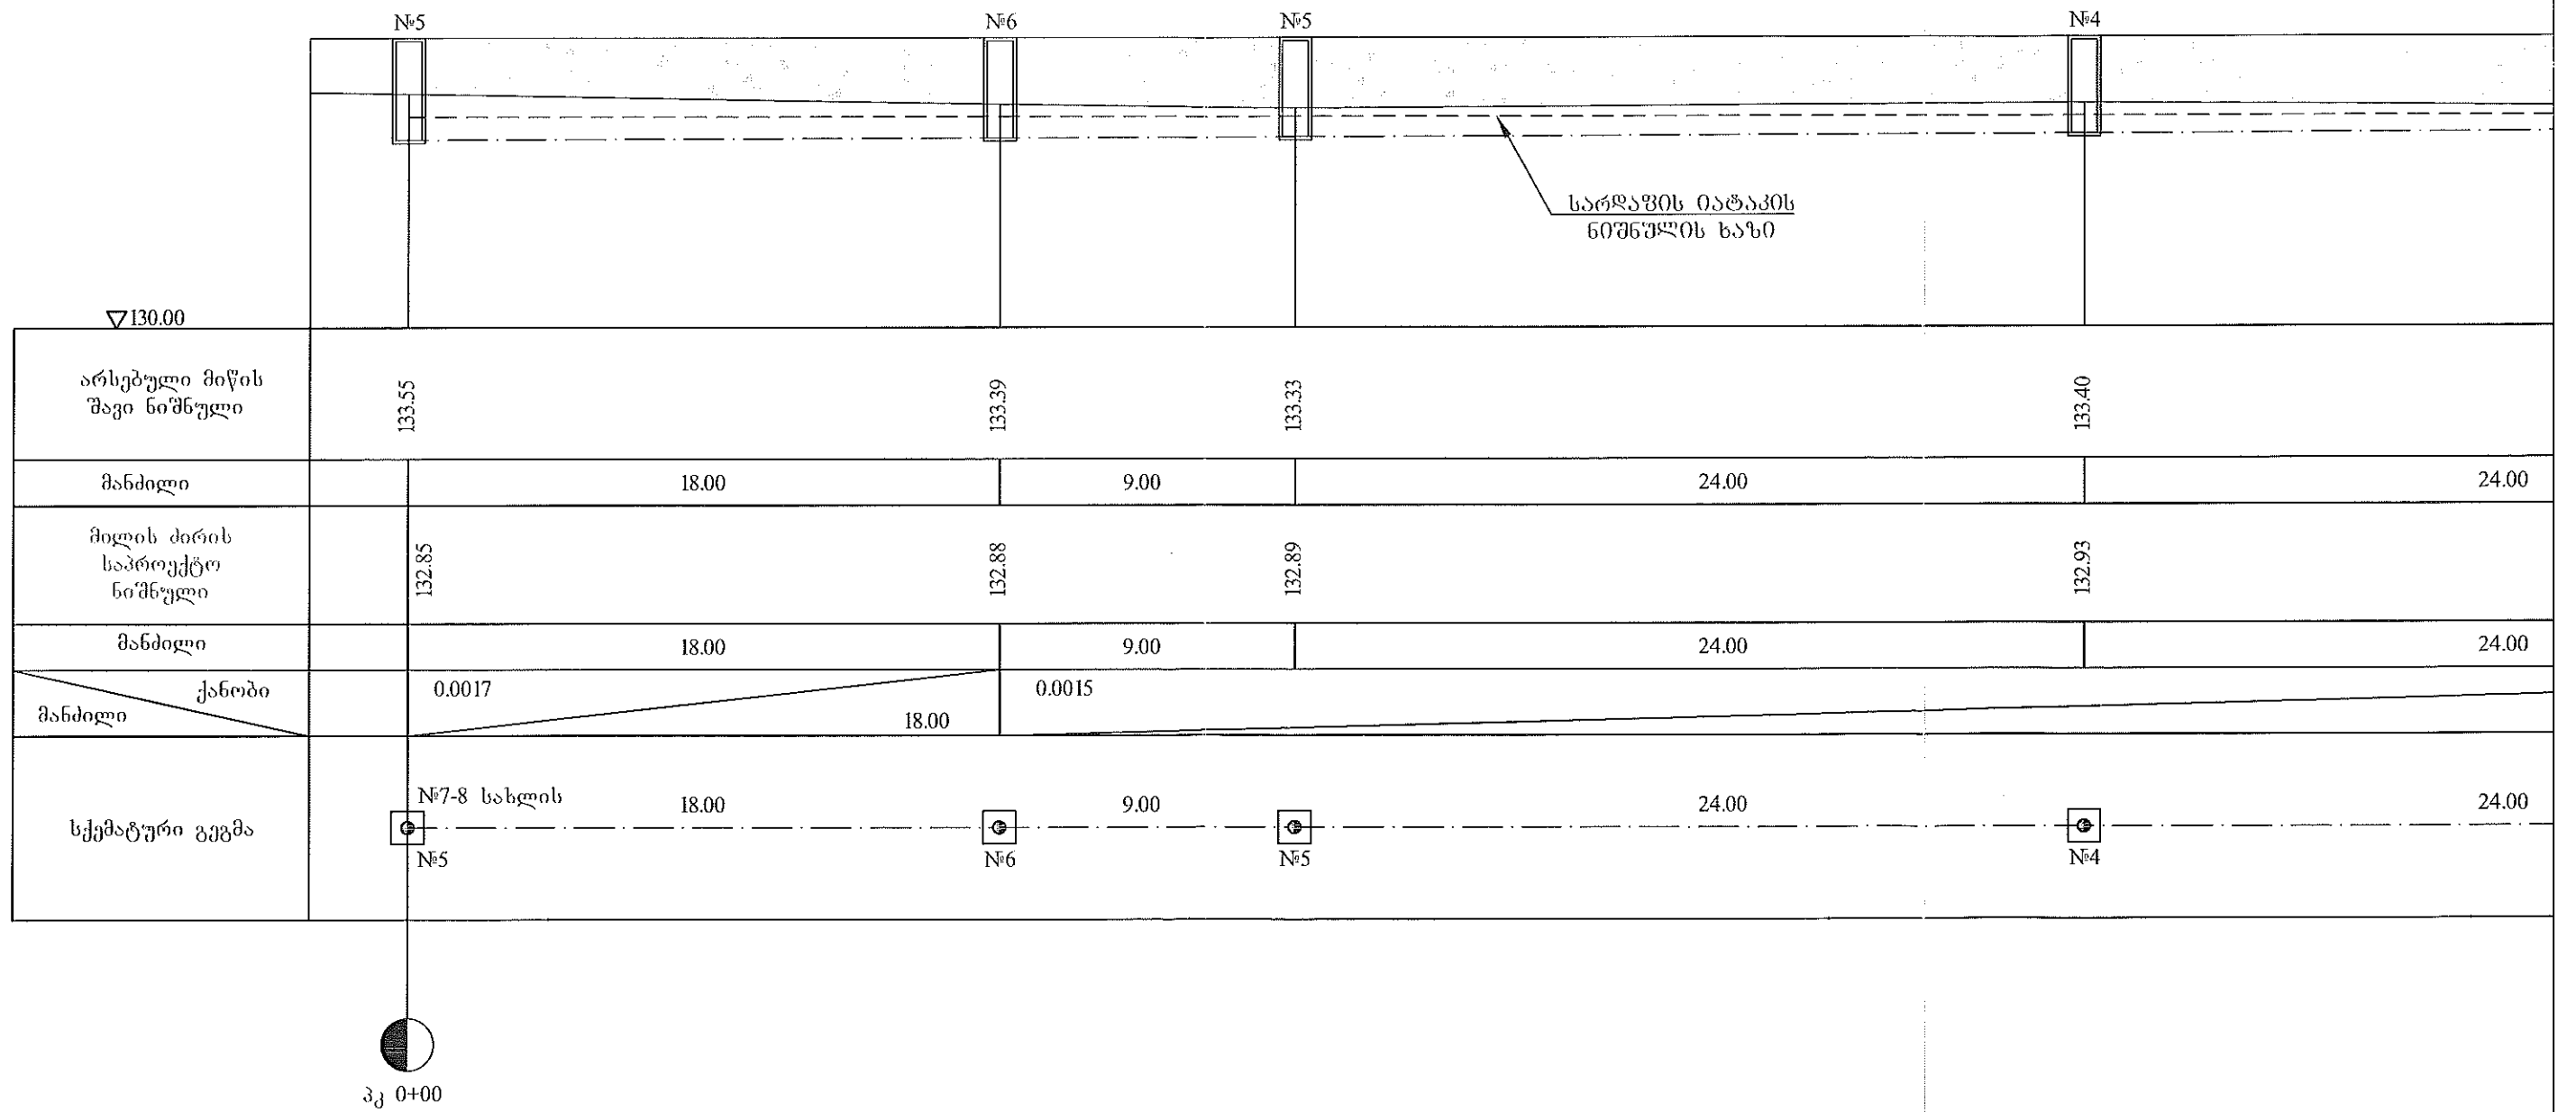 №5 №6 №5 №4
სარდაფის იატაკის
ნიშნულის ხაზი
130.00
არსებული მიწის
შავი ნიშნული
133.55 133.39 133.33 133.40
მანძილი 18.00 9.00 24.00 24.00
მილის ძირის
საპროექტო
ნიშნული
132.85 132.88 132.89 132.93
მანძილი 18.00 9.00 24.00 24.00
ქანობი 0.0017 0.0015
მანძილი 18.00
№7-8 სახლის 18.00 9.00 24.00 24.00
სქემატური გეგმა
№5 №6 №5 №4
პკ 0+00